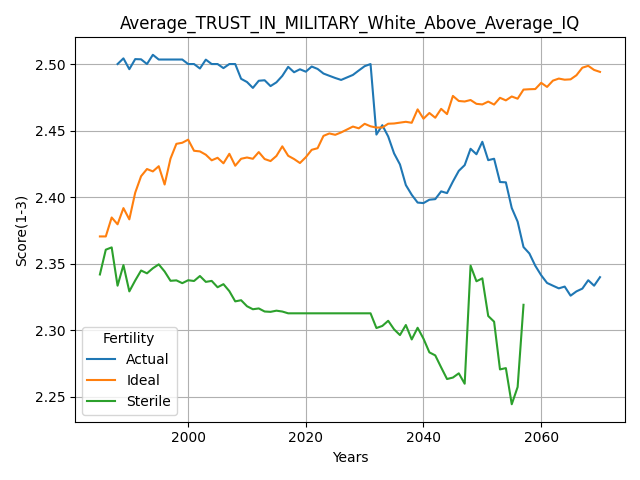 Average_TRUST_IN_MILITARY_White_Above_Average_IQ
Score(1-3)
2.50
2.45
2.40
2.35
2.30
2.25
Fertility
Actual
Ideal
Sterile
2000 2020 2040 2060
Years